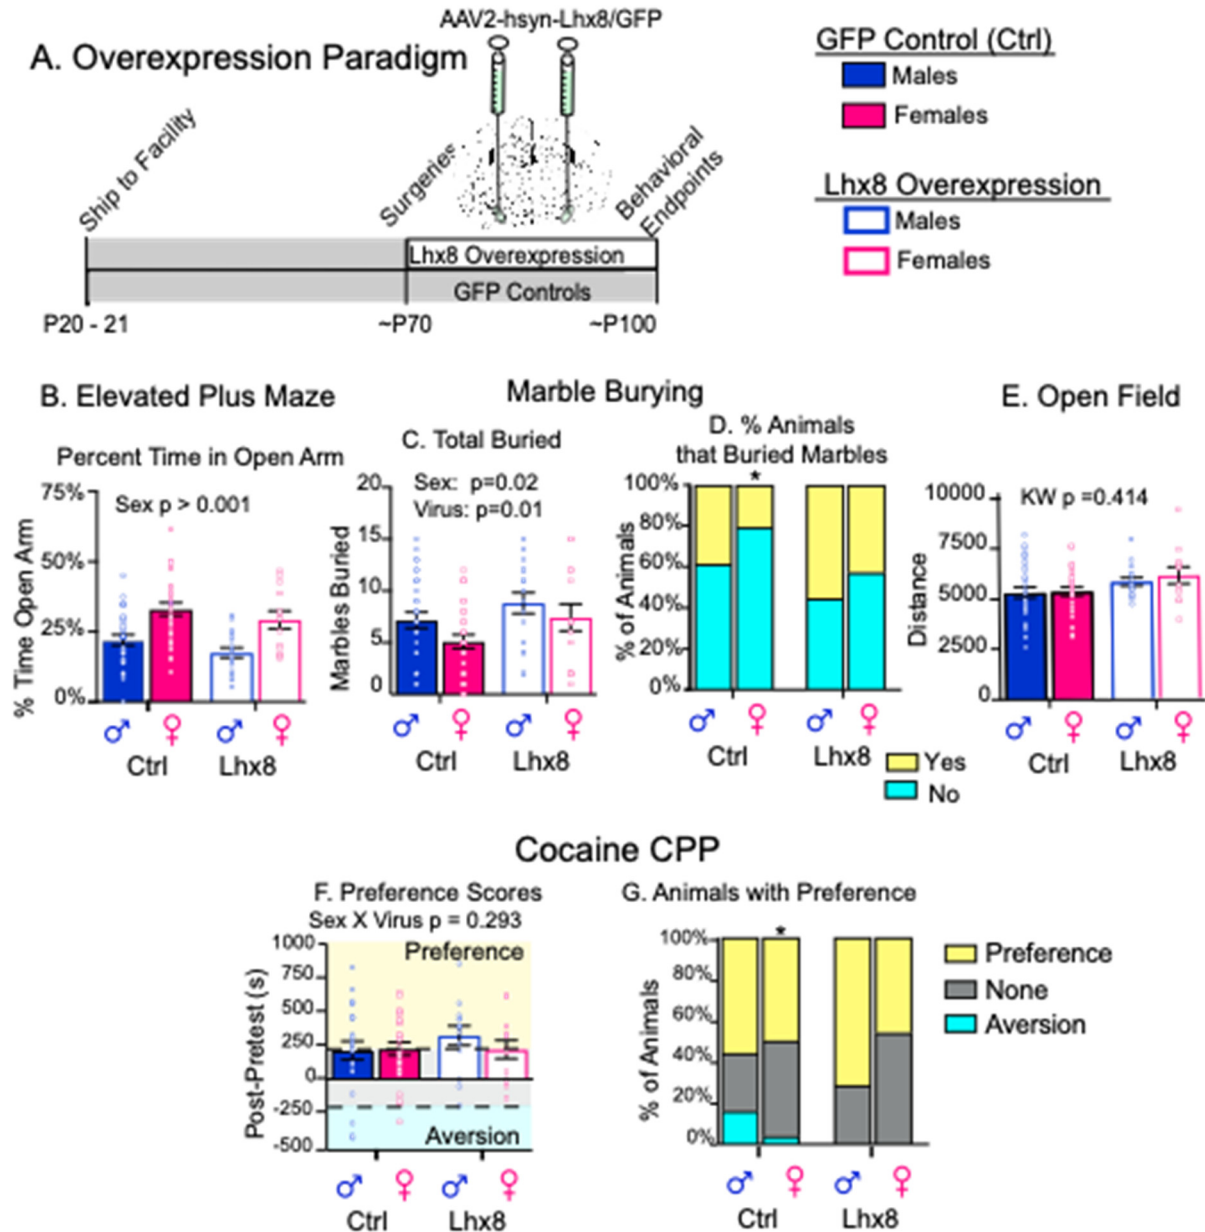 AAV2-hsyn-Lhx8/GFP
A. Overexpression Paradigm
GFP Control (Ctrl)
Males
Females
Lhx8 Overexpression
Males
Females
Ship to Facility
Surgeries
Behavioral
Endpoints
Lhx8 Overexpression
GFP Controls
P20 - 21
~P70
~P100
B. Elevated Plus Maze
Percent Time in Open Arm
Sex p > 0.001
% Time Open Arm
75%
50%
25%
0%
♂ ♀ ♂ ♀
Ctrl Lhx8
Marble Burying
C. Total Buried
Sex: p=0.02
Virus: p=0.01
Marbles Buried
20
15
10
5
0
♂ ♀ ♂ ♀
Ctrl Lhx8
D. % Animals
that Buried Marbles
*
% of Animals
100%
80%
60%
40%
20%
0%
♂ ♀ ♂ ♀
Ctrl Lhx8
Yes
No
E. Open Field
KW p =0.414
Distance
10000
7500
5000
2500
0
♂ ♀ ♂ ♀
Ctrl Lhx8
Cocaine CPP
F. Preference Scores
Sex X Virus p = 0.293
Preference
Aversion
Post-Pretest (s)
1000
750
500
250
0
-250
-500
♂ ♀ ♂ ♀
Ctrl Lhx8
G. Animals with Preference
*
% of Animals
100%
80%
60%
40%
20%
0%
♂ ♀ ♂ ♀
Ctrl Lhx8
Preference
None
Aversion